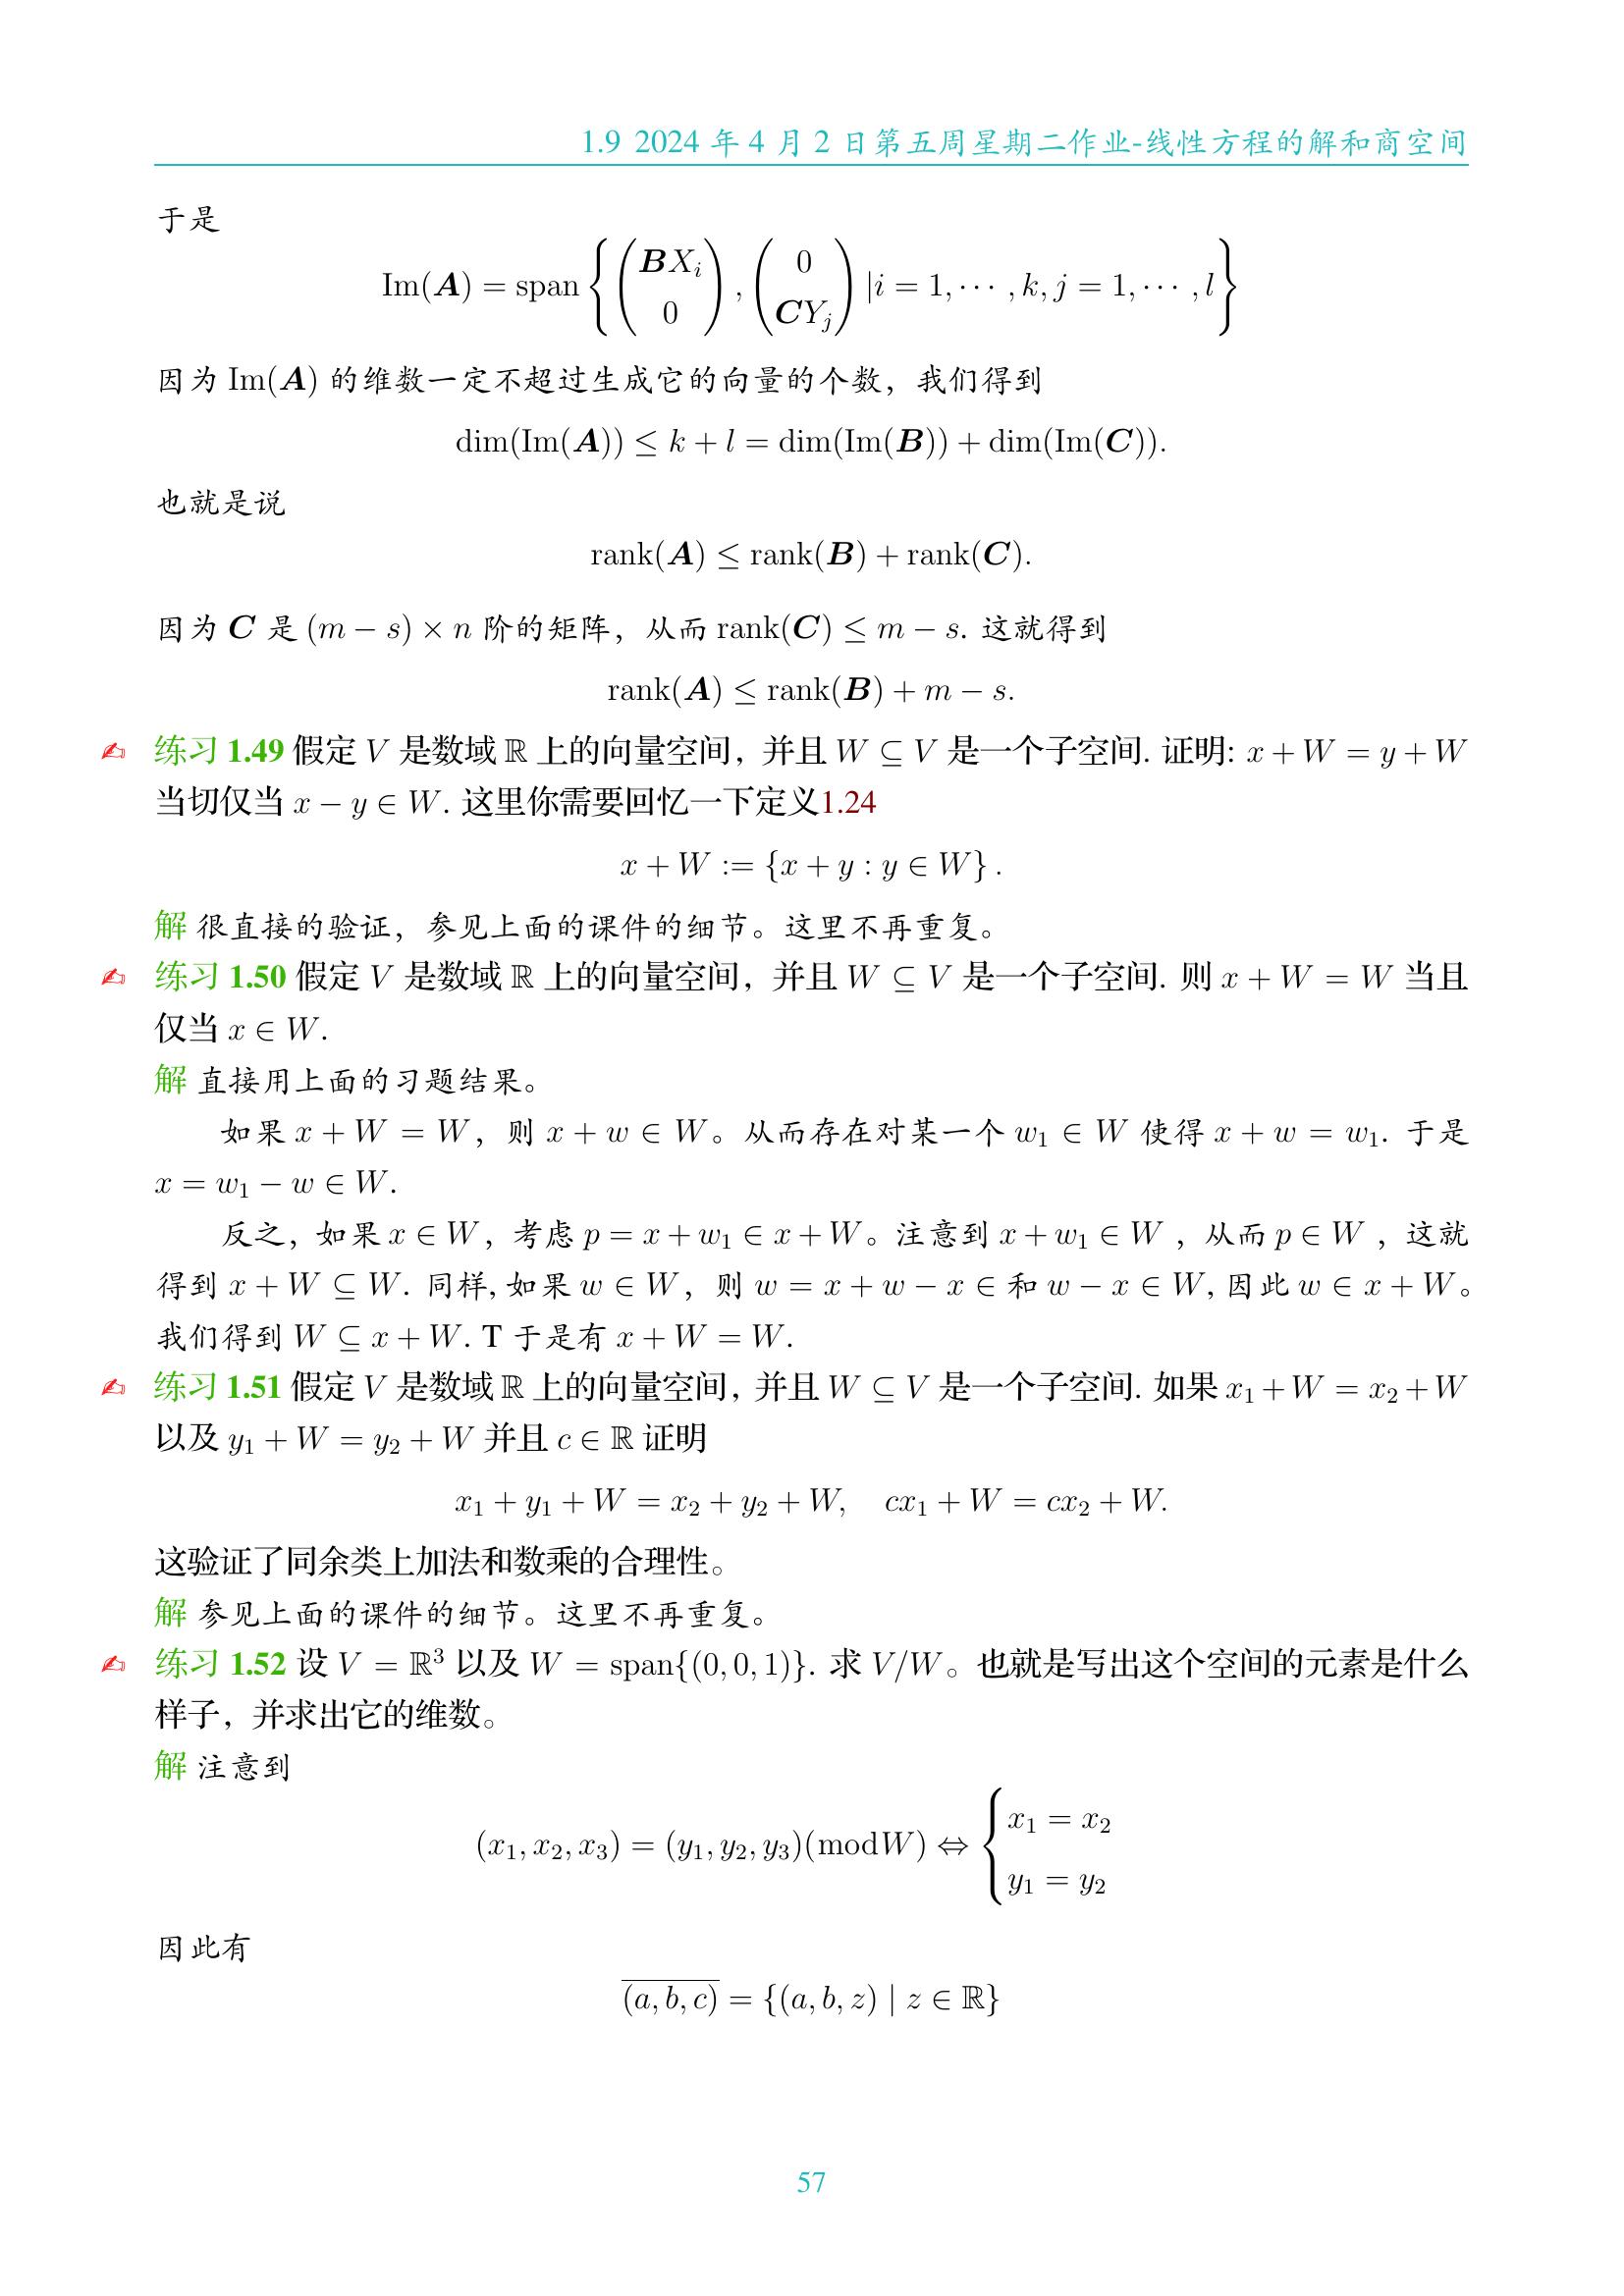 1.9 2024 年 4 月 2 日第五周星期二作业-线性方程的解和商空间
于是
$$\mathrm{Im}(\boldsymbol{A}) = \mathrm{span}\left\{\begin{pmatrix}\boldsymbol{B}X_i\\0\end{pmatrix},\begin{pmatrix}0\\\boldsymbol{C}Y_j\end{pmatrix}|i=1,\cdots,k,j=1,\cdots,l\right\}$$
因为 Im($\boldsymbol{A}$) 的维数一定不超过生成它的向量的个数，我们得到
$$\dim(\mathrm{Im}(\boldsymbol{A})) \leq k+l = \dim(\mathrm{Im}(\boldsymbol{B}))+\dim(\mathrm{Im}(\boldsymbol{C})).$$
也就是说
$$\mathrm{rank}(\boldsymbol{A}) \leq \mathrm{rank}(\boldsymbol{B})+\mathrm{rank}(\boldsymbol{C}).$$
因为 $\boldsymbol{C}$ 是 $(m-s)\times n$ 阶的矩阵，从而 $\mathrm{rank}(\boldsymbol{C}) \leq m-s$. 这就得到
$$\mathrm{rank}(\boldsymbol{A}) \leq \mathrm{rank}(\boldsymbol{B})+m-s.$$
✍ 练习 1.49 假定 $V$ 是数域 $\mathbb{R}$ 上的向量空间，并且 $W \subseteq V$ 是一个子空间. 证明: $x+W=y+W$
当切仅当 $x-y \in W$. 这里你需要回忆一下定义1.24
$$x+W := \{x+y : y \in W\}.$$
解 很直接的验证，参见上面的课件的细节。这里不再重复。
✍ 练习 1.50 假定 $V$ 是数域 $\mathbb{R}$ 上的向量空间，并且 $W \subseteq V$ 是一个子空间. 则 $x+W=W$ 当且
仅当 $x \in W$.
解 直接用上面的习题结果。
如果 $x+W=W$，则 $x+w \in W$。从而存在对某一个 $w_1 \in W$ 使得 $x+w=w_1$. 于是
$x=w_1-w \in W$.
反之，如果 $x \in W$，考虑 $p=x+w_1 \in x+W$。注意到 $x+w_1 \in W$ ，从而 $p \in W$ ，这就
得到 $x+W \subseteq W$. 同样, 如果 $w \in W$，则 $w=x+w-x \in$ 和 $w-x \in W$, 因此 $w \in x+W$。
我们得到 $W \subseteq x+W$. T 于是有 $x+W=W$.
✍ 练习 1.51 假定 $V$ 是数域 $\mathbb{R}$ 上的向量空间，并且 $W \subseteq V$ 是一个子空间. 如果 $x_1+W=x_2+W$
以及 $y_1+W=y_2+W$ 并且 $c \in \mathbb{R}$ 证明
$$x_1+y_1+W=x_2+y_2+W, \quad cx_1+W=cx_2+W.$$
这验证了同余类上加法和数乘的合理性。
解 参见上面的课件的细节。这里不再重复。
✍ 练习 1.52 设 $V=\mathbb{R}^3$ 以及 $W=\mathrm{span}\{(0,0,1)\}$. 求 $V/W$。也就是写出这个空间的元素是什么
样子，并求出它的维数。
解 注意到
$$(x_1,x_2,x_3)=(y_1,y_2,y_3)(\mathrm{mod}W) \Leftrightarrow \begin{cases}x_1=x_2\\y_1=y_2\end{cases}$$
因此有
$$\overline{(a,b,c)}=\{(a,b,z) \mid z \in \mathbb{R}\}$$
57